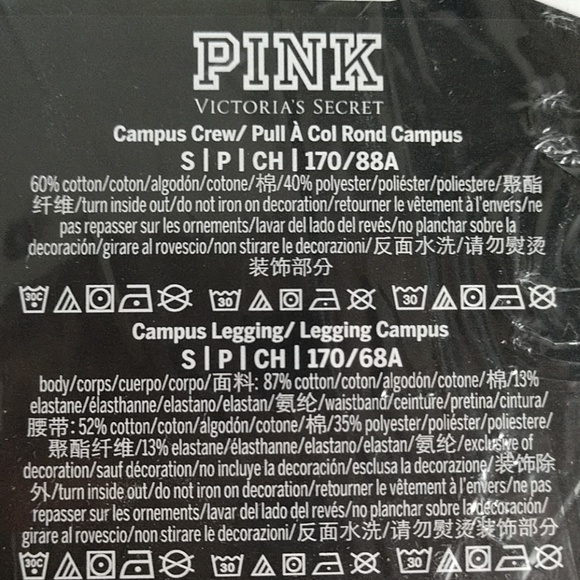 PINK
VICTORIA'S SECRET
Campus Crew/ Pull À Col Rond Campus
S | P | CH | 170/88A
60% cotton/coton/algodón/cotone/棉/40% polyester/poliéster/poliestere/聚酯
纤维/turn inside out/do not iron on decoration/retourner le vêtement à l'envers/ne
pas repasser sur les ornements/lavar del lado del revés/no planchar sobre la
decoración/girare al rovescio/non stirare le decorazioni/反面水洗/请勿熨烫
装饰部分
30C 30 30
Campus Legging/ Legging Campus
S | P | CH | 170/68A
body/corps/cuerpo/corpo/面料: 87% cotton/coton/algodón/cotone/棉/13%
elastane/élasthanne/elastano/elastan/氨纶/waistband/ceinture/pretina/cintura/
腰带: 52% cotton/coton/algodón/cotone/棉/35% polyester/poliéster/poliestere/
聚酯纤维/13% elastane/élasthanne/elastano/elastan/氨纶/exclusive of
decoration/sauf décoration/no incluye la decoración/esclusa la decorazione/装饰除
外/turn inside out/do not iron on decoration/retourner le vêtement à l'envers/ne pas
repasser sur les ornements/lavar del lado del revés/no planchar sobre la decoración/
girare al rovescio/non stirare le decorazioni/反面水洗/请勿熨烫装饰部分
30C 30 30